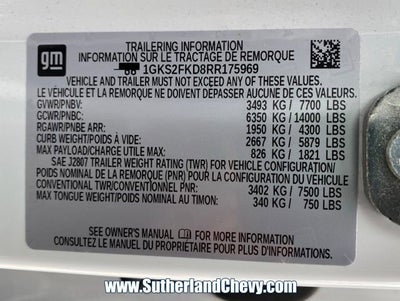 gm
TRAILERING INFORMATION
INFORMATION SUR LE TRACTAGE DE REMORQUE
1GKS2FKD8RR175969
VEHICLE AND TRAILER MUST NOT EXCEED ANY OF THESE VALUES
LE VÉHICULE ET LA REMORQUE NE DOIVENT DÉPASSER AUCUNE DE CES VALEURS.
GVWR/PNBV: 3493 KG / 7700 LBS
GCWR/PNBC: 6350 KG / 14000 LBS
RGAWR/PNBE ARR: 1950 KG / 4300 LBS
CURB WEIGHT/POIDS À VIDE: 2667 KG / 5879 LBS
MAX PAYLOAD/CHARGE UTILE MAX: 826 KG / 1821 LBS
SAE J2807 TRAILER WEIGHT RATING (TWR) FOR VEHICLE CONFIGURATION/
POIDS NOMINAL DE LA REMORQUE (PNR) POUR LA CONFIGURATION DU VÉHICULE
CONVENTIONAL TWR/CONVENTIONNEL PNR: 3402 KG / 7500 LBS
MAX TONGUE WEIGHT/POIDS NOMINAL AU TIMON: 340 KG / 750 LBS
SEE OWNER'S MANUAL FOR MORE INFORMATION
CONSULTEZ LE MANUEL DU PROPRIÉTAIRE POUR PLUS D'INFORMATION
www.SutherlandChevy.com